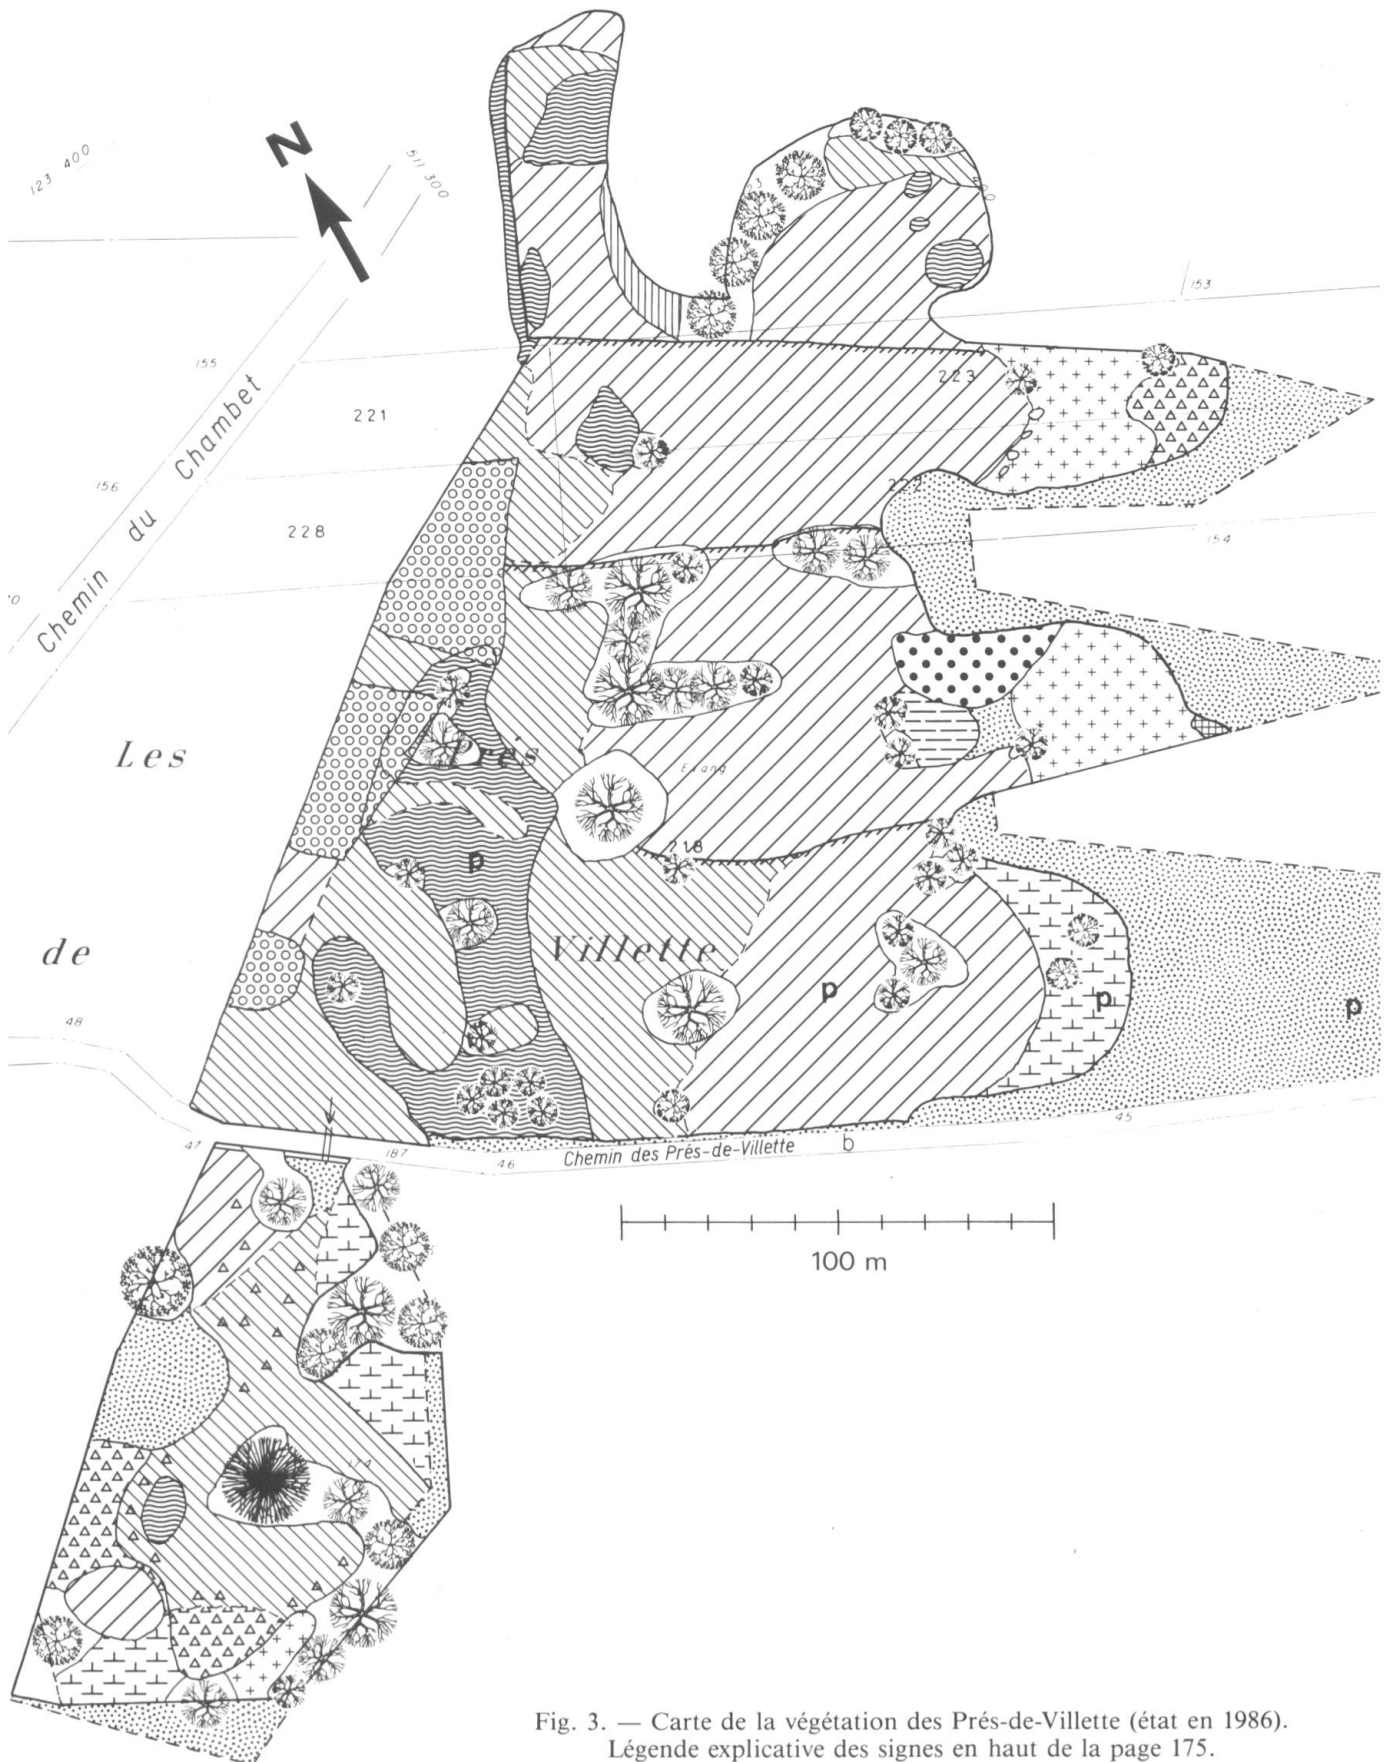 N
123 400
511 300
153
155
221
223
Chemin du Chambet
156
228
154
Les
Prés
Etang
p
218
de
Villette
p
p
p
48
47
187
46
Chemin des Prés-de-Villette
b
45
100 m
174
Fig. 3. — Carte de la végétation des Prés-de-Villette (état en 1986).
Légende explicative des signes en haut de la page 175.